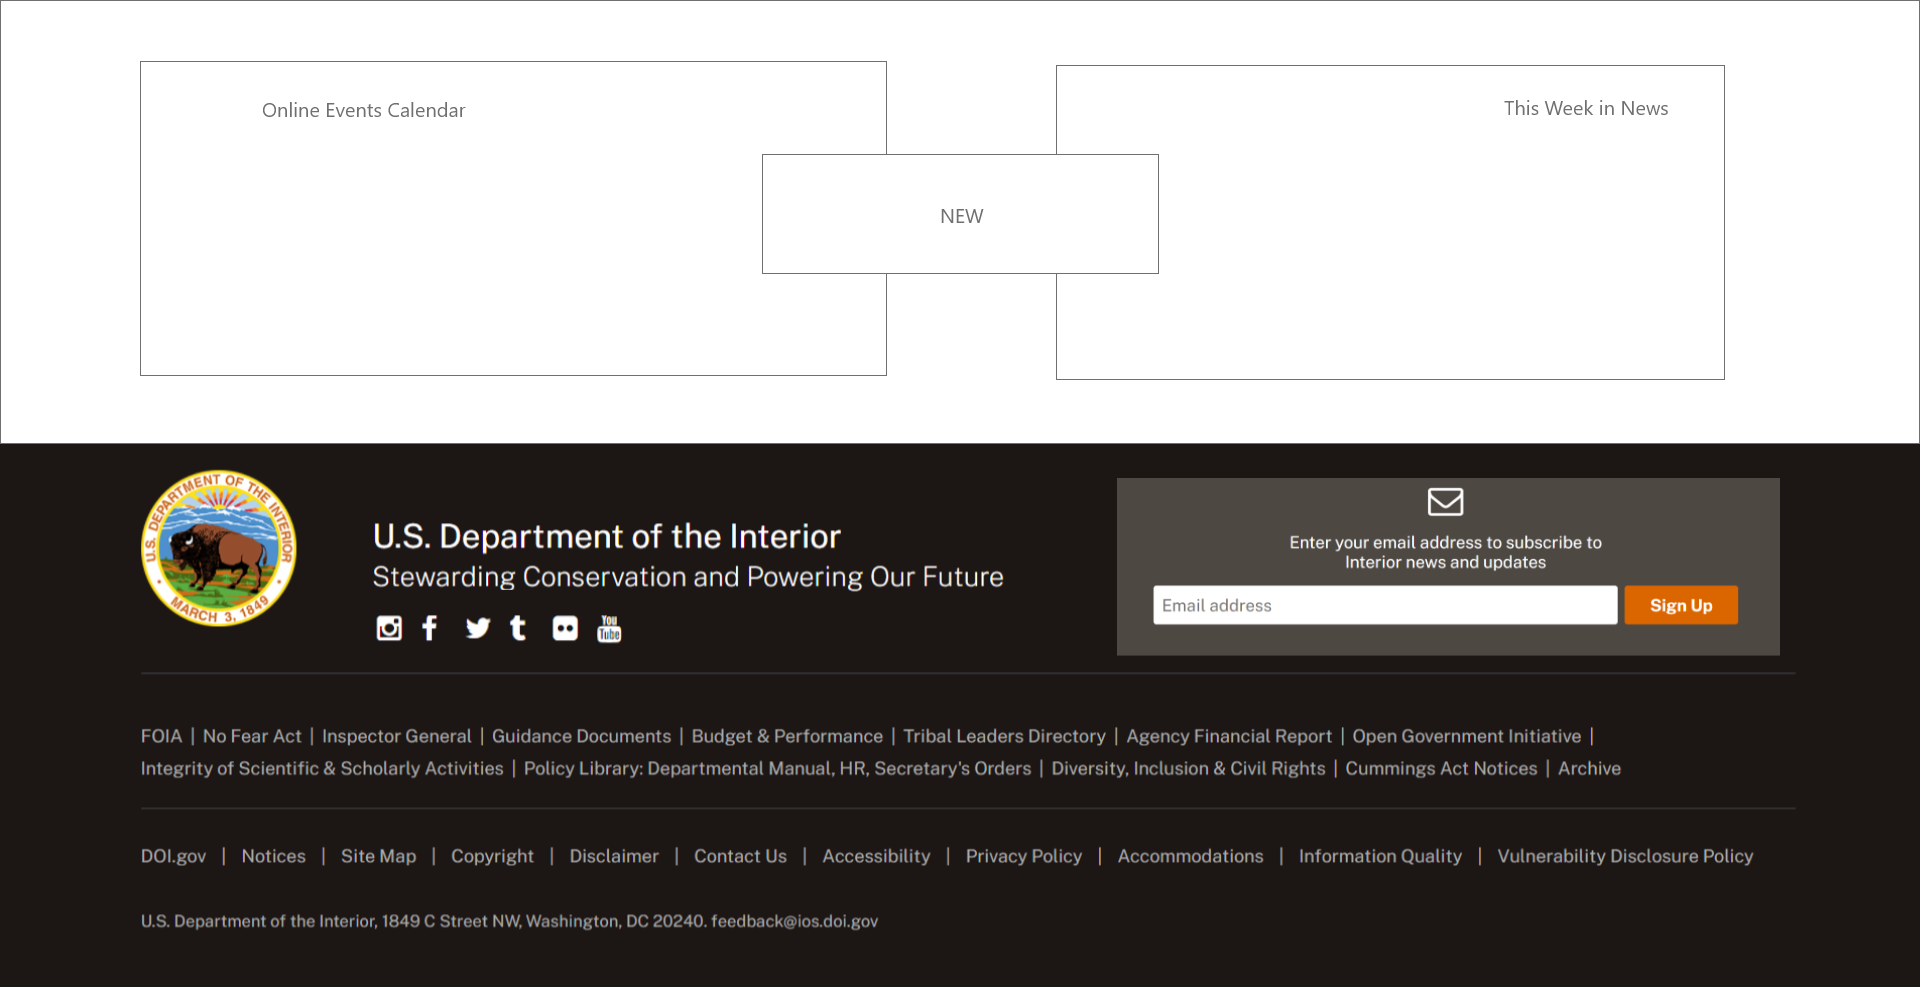 Online Events Calendar
This Week in News
NEW
U.S. DEPARTMENT OF THE INTERIOR
MARCH 3, 1849
U.S. Department of the Interior
Stewarding Conservation and Powering Our Future
You
Tube
Enter your email address to subscribe to
Interior news and updates
Email address
Sign Up
FOIA | No Fear Act | Inspector General | Guidance Documents | Budget & Performance | Tribal Leaders Directory | Agency Financial Report | Open Government Initiative |
Integrity of Scientific & Scholarly Activities | Policy Library: Departmental Manual, HR, Secretary's Orders | Diversity, Inclusion & Civil Rights | Cummings Act Notices | Archive
DOI.gov | Notices | Site Map | Copyright | Disclaimer | Contact Us | Accessibility | Privacy Policy | Accommodations | Information Quality | Vulnerability Disclosure Policy
U.S. Department of the Interior, 1849 C Street NW, Washington, DC 20240. feedback@ios.doi.gov